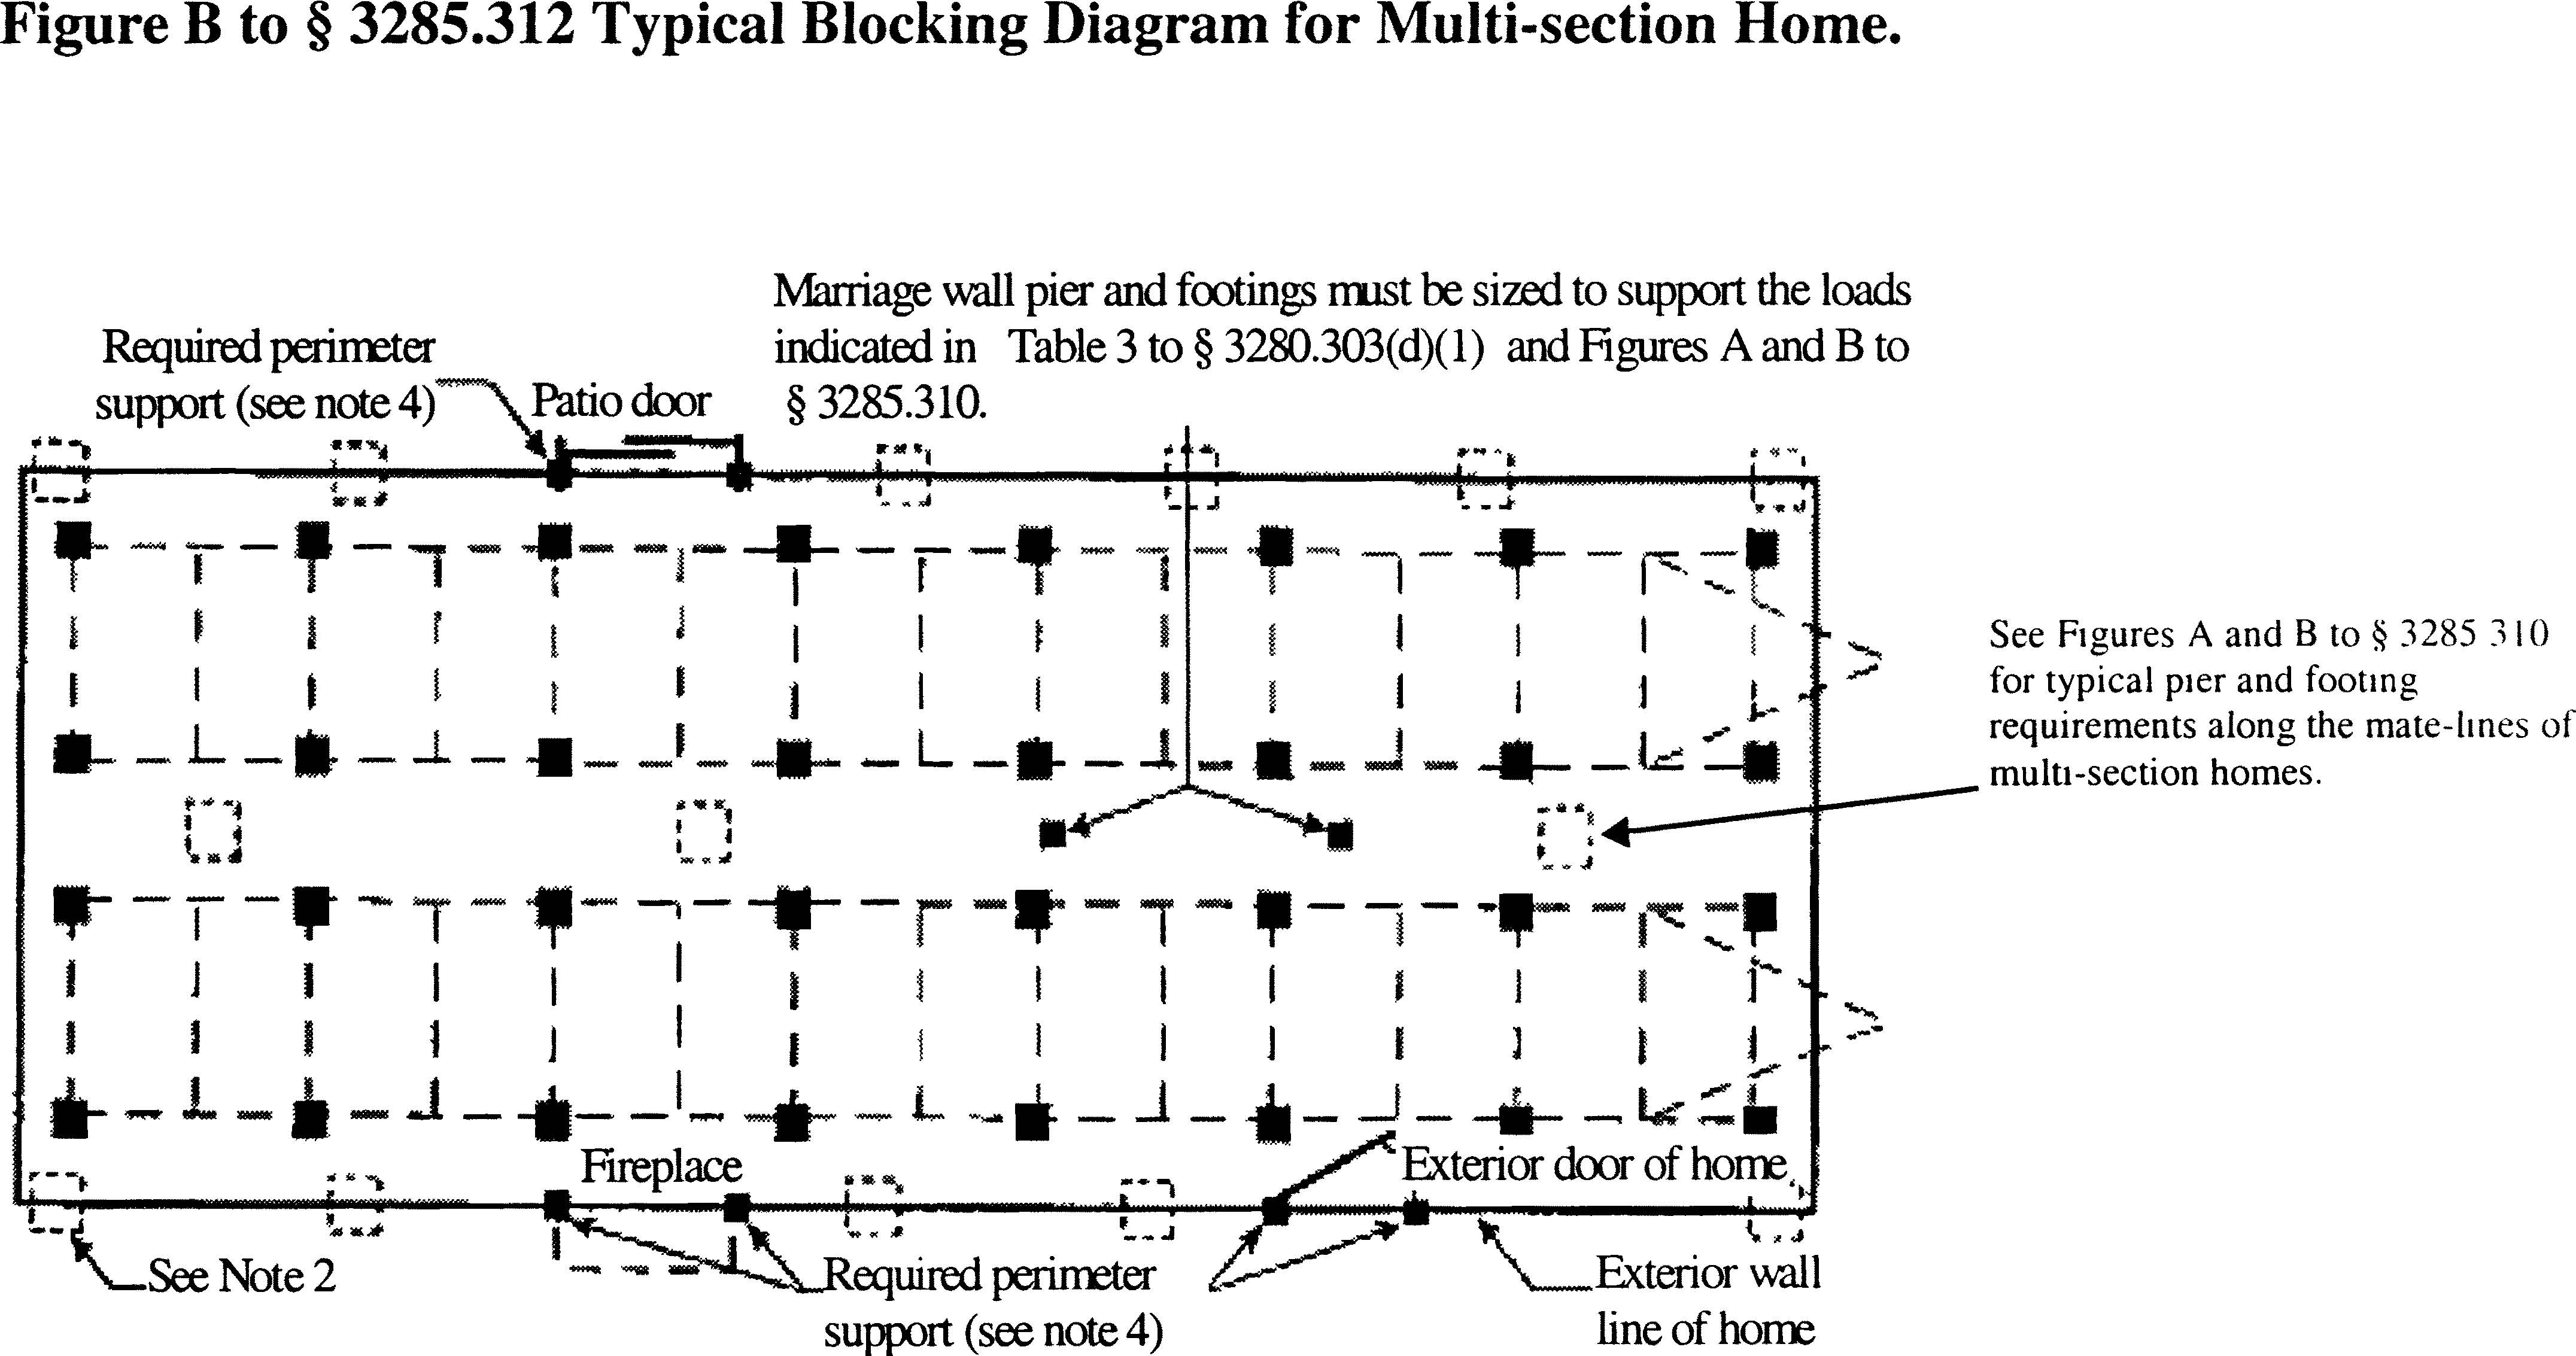 Figure B to § 3285.312 Typical Blocking Diagram for Multi-section Home.
Marriage wall pier and footings must be sized to support the loads
indicated in Table 3 to § 3280.303(d)(1) and Figures A and B to
§ 3285.310.
Required perimeter
support (see note 4)
Patio door
See Figures A and B to § 3285 310
for typical pier and footing
requirements along the mate-lines of
multi-section homes.
Fireplace
Exterior door of home
See Note 2
Required perimeter
support (see note 4)
Exterior wall
line of home